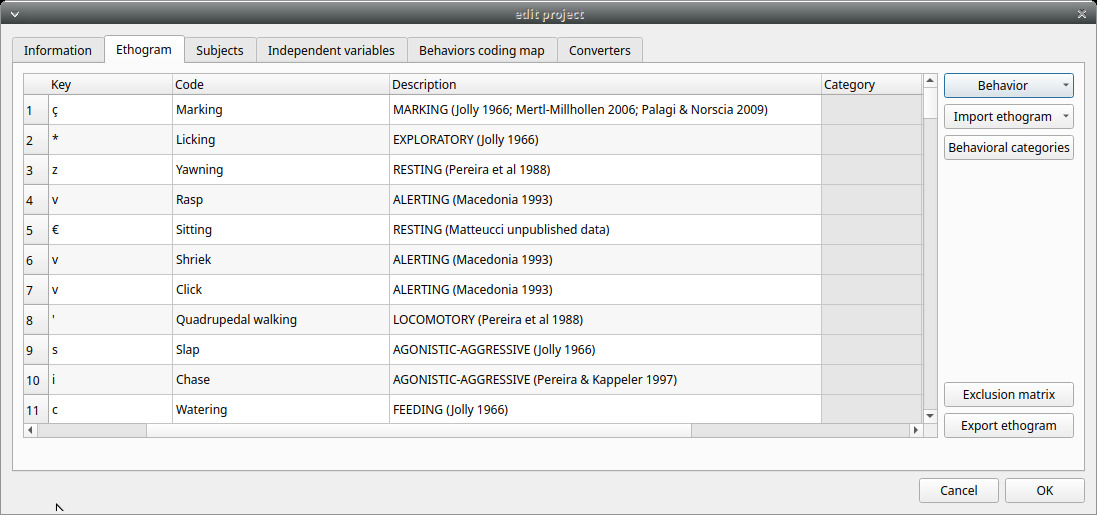 edit project
Information Ethogram Subjects Independent variables Behaviors coding map Converters
Key Code Description Category
1 ç Marking MARKING (Jolly 1966; Mertl-Millhollen 2006; Palagi & Norscia 2009)
2 * Licking EXPLORATORY (Jolly 1966)
3 z Yawning RESTING (Pereira et al 1988)
4 v Rasp ALERTING (Macedonia 1993)
5 € Sitting RESTING (Matteucci unpublished data)
6 v Shriek ALERTING (Macedonia 1993)
7 v Click ALERTING (Macedonia 1993)
8 ' Quadrupedal walking LOCOMOTORY (Pereira et al 1988)
9 s Slap AGONISTIC-AGGRESSIVE (Jolly 1966)
10 i Chase AGONISTIC-AGGRESSIVE (Pereira & Kappeler 1997)
11 c Watering FEEDING (Jolly 1966)
Behavior
Import ethogram
Behavioral categories
Exclusion matrix
Export ethogram
Cancel OK